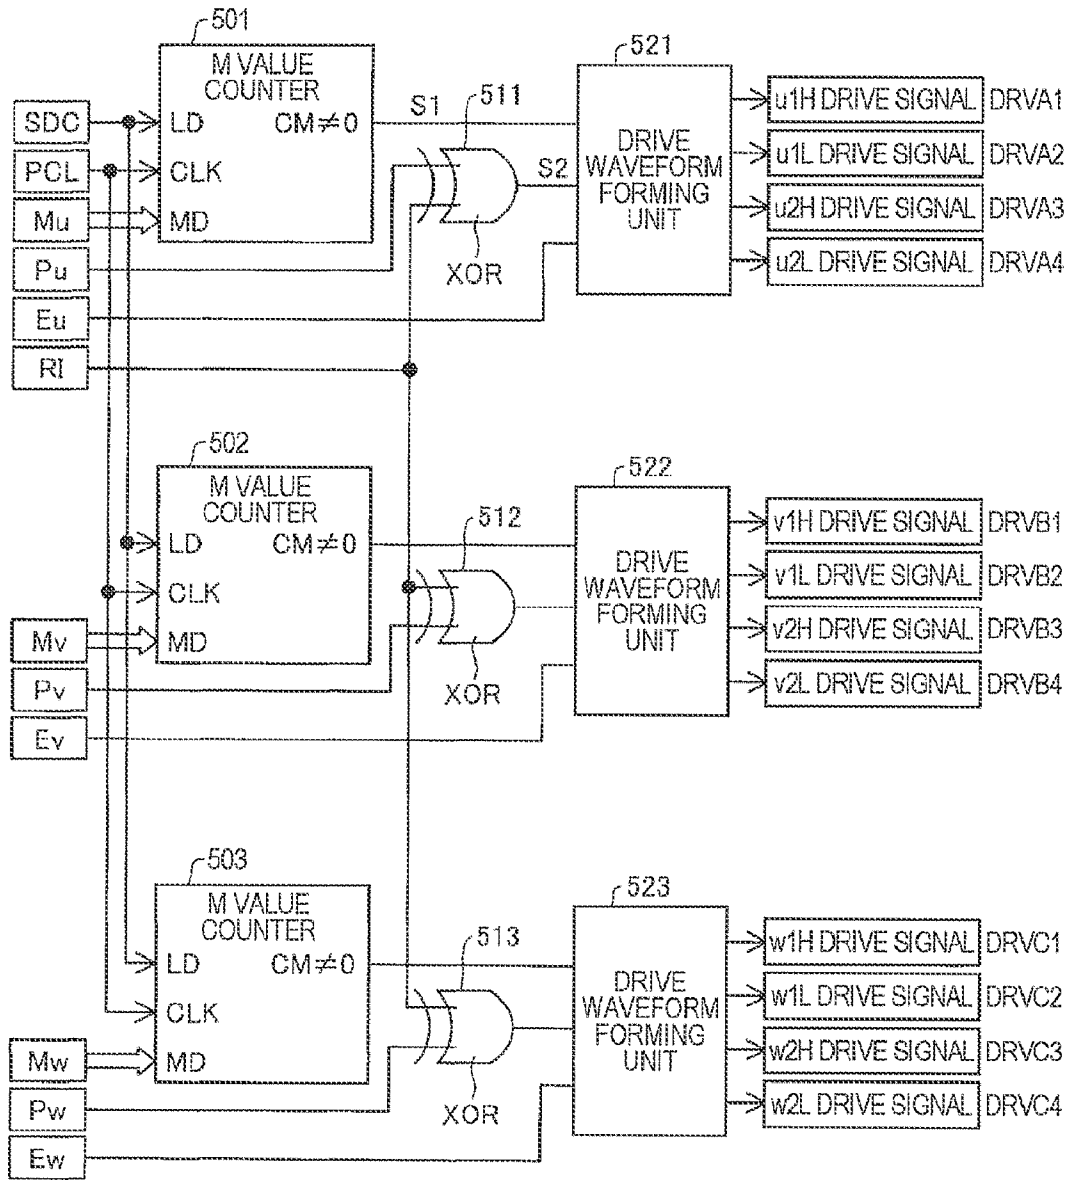 501
M VALUE
COUNTER
SDC
LD
CM≠0
PCL
CLK
Mu
MD
Pu
Eu
RI
S1
511
S2
XOR
521
DRIVE
WAVEFORM
FORMING
UNIT
u1H DRIVE SIGNAL DRVA1
u1L DRIVE SIGNAL DRVA2
u2H DRIVE SIGNAL DRVA3
u2L DRIVE SIGNAL DRVA4
502
M VALUE
COUNTER
LD
CM≠0
CLK
Mv
MD
Pv
Ev
512
XOR
522
DRIVE
WAVEFORM
FORMING
UNIT
v1H DRIVE SIGNAL DRVB1
v1L DRIVE SIGNAL DRVB2
v2H DRIVE SIGNAL DRVB3
v2L DRIVE SIGNAL DRVB4
503
M VALUE
COUNTER
LD
CM≠0
CLK
Mw
MD
Pw
Ew
513
XOR
523
DRIVE
WAVEFORM
FORMING
UNIT
w1H DRIVE SIGNAL DRVC1
w1L DRIVE SIGNAL DRVC2
w2H DRIVE SIGNAL DRVC3
w2L DRIVE SIGNAL DRVC4